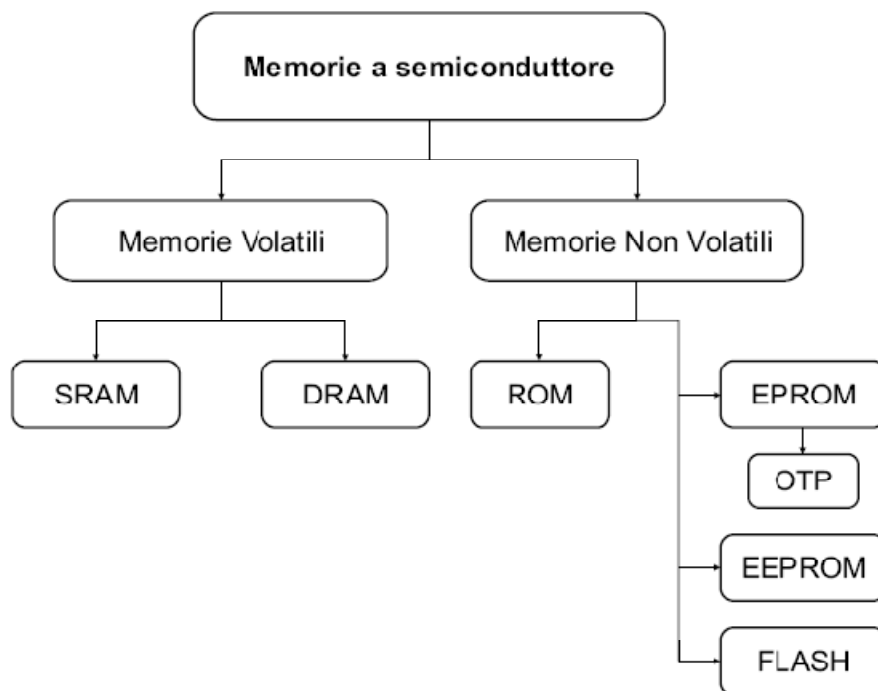 Memorie a semiconduttore
Memorie Volatili
Memorie Non Volatili
SRAM
DRAM
ROM
EPROM
OTP
EEPROM
FLASH